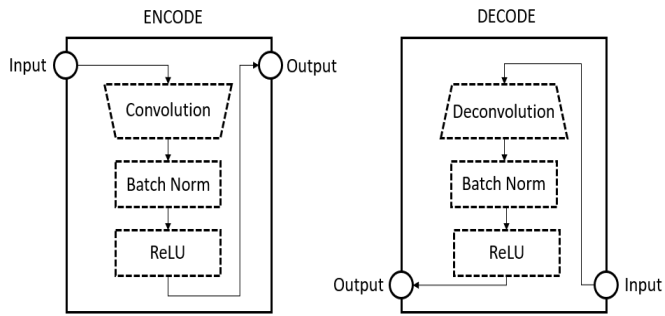 ENCODE
Input
Output
Convolution
Batch Norm
ReLU
DECODE
Deconvolution
Batch Norm
ReLU
Output
Input